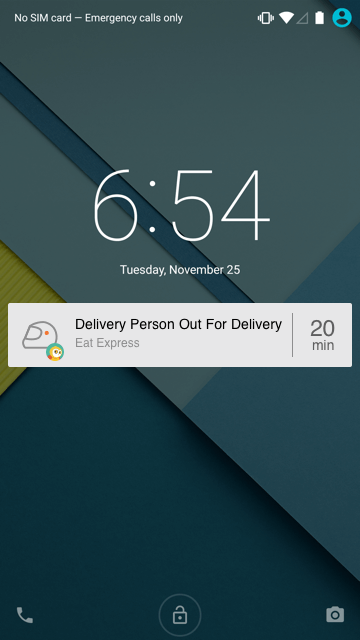 No SIM card — Emergency calls only
6:54
Tuesday, November 25
Delivery Person Out For Delivery
Eat Express
20
min